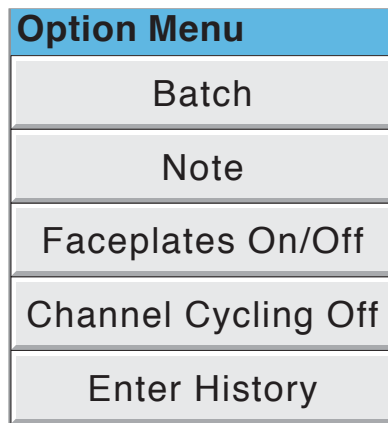 Option Menu
Batch
Note
Faceplates On/Off
Channel Cycling Off
Enter History